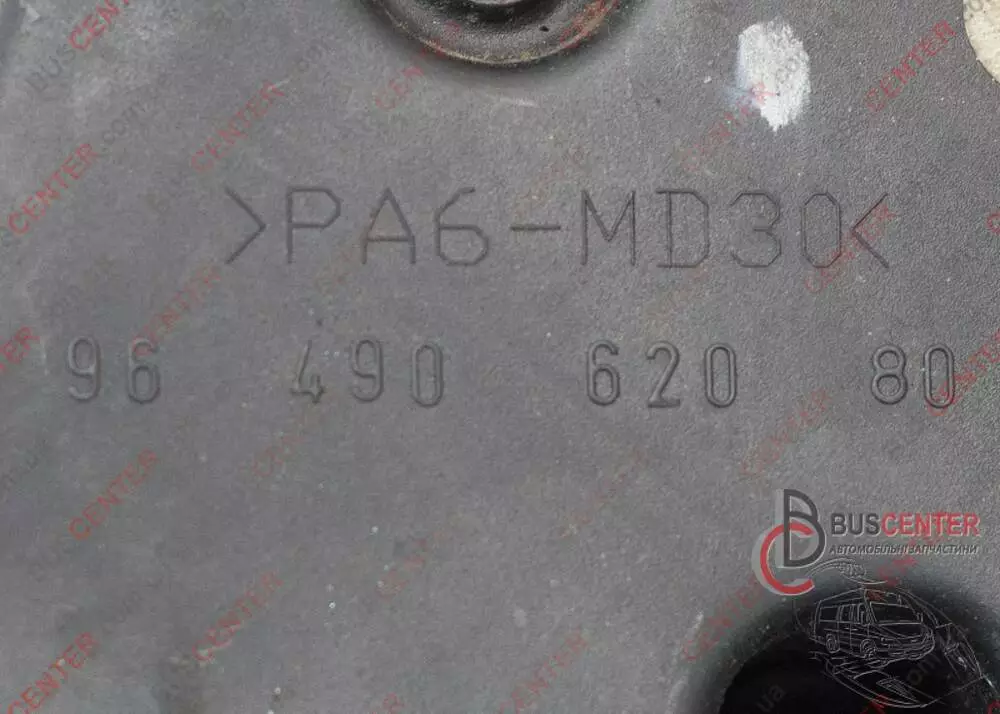 >PA6-MD30<
96 490 620 80
BUSCENTER
АВТОМОБІЛЬНІ ЗАПЧАСТИНИ